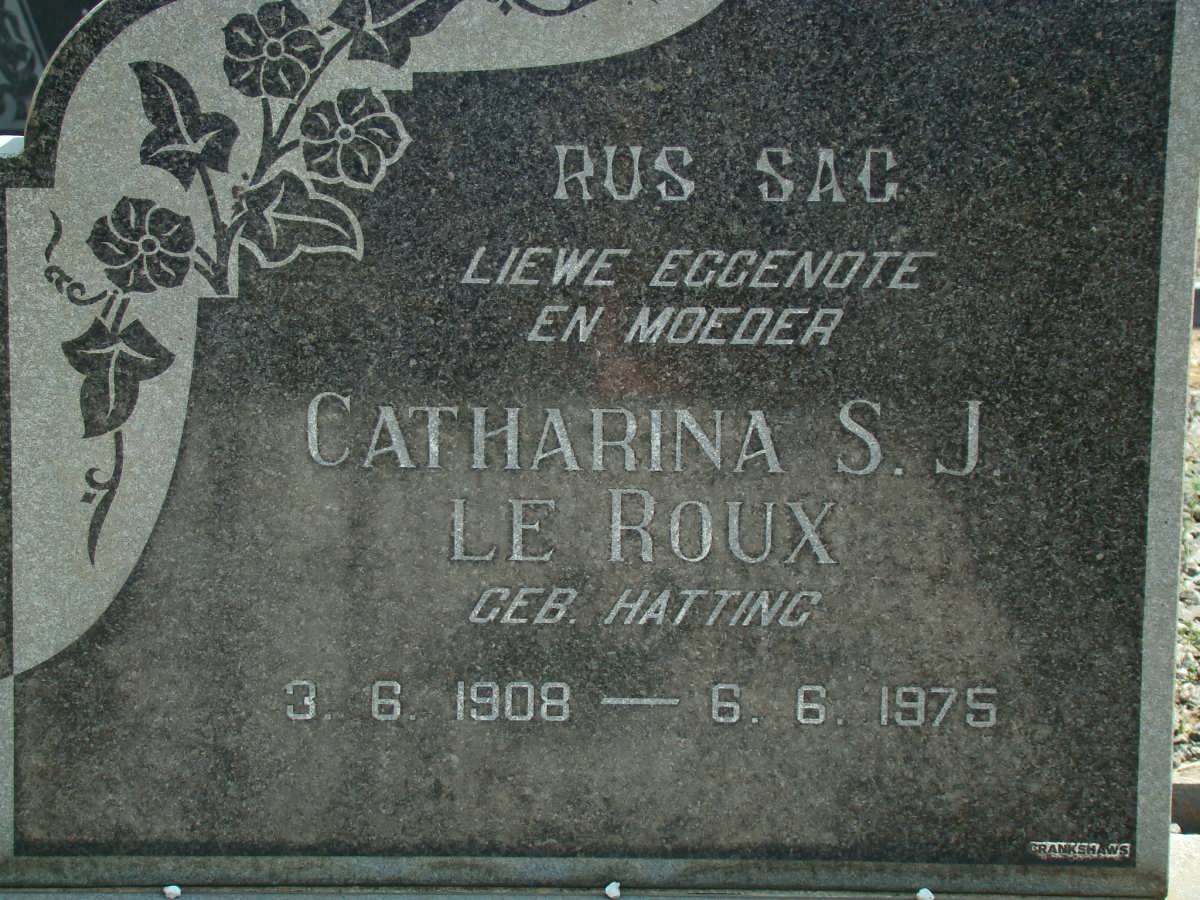 RUS SAG
LIEWE EGGENOTE
EN MOEDER
CATHARINA S. J.
LE ROUX
GEB. HATTING
3. 6. 1908 — 6. 6. 1975
CRANKSHAWS